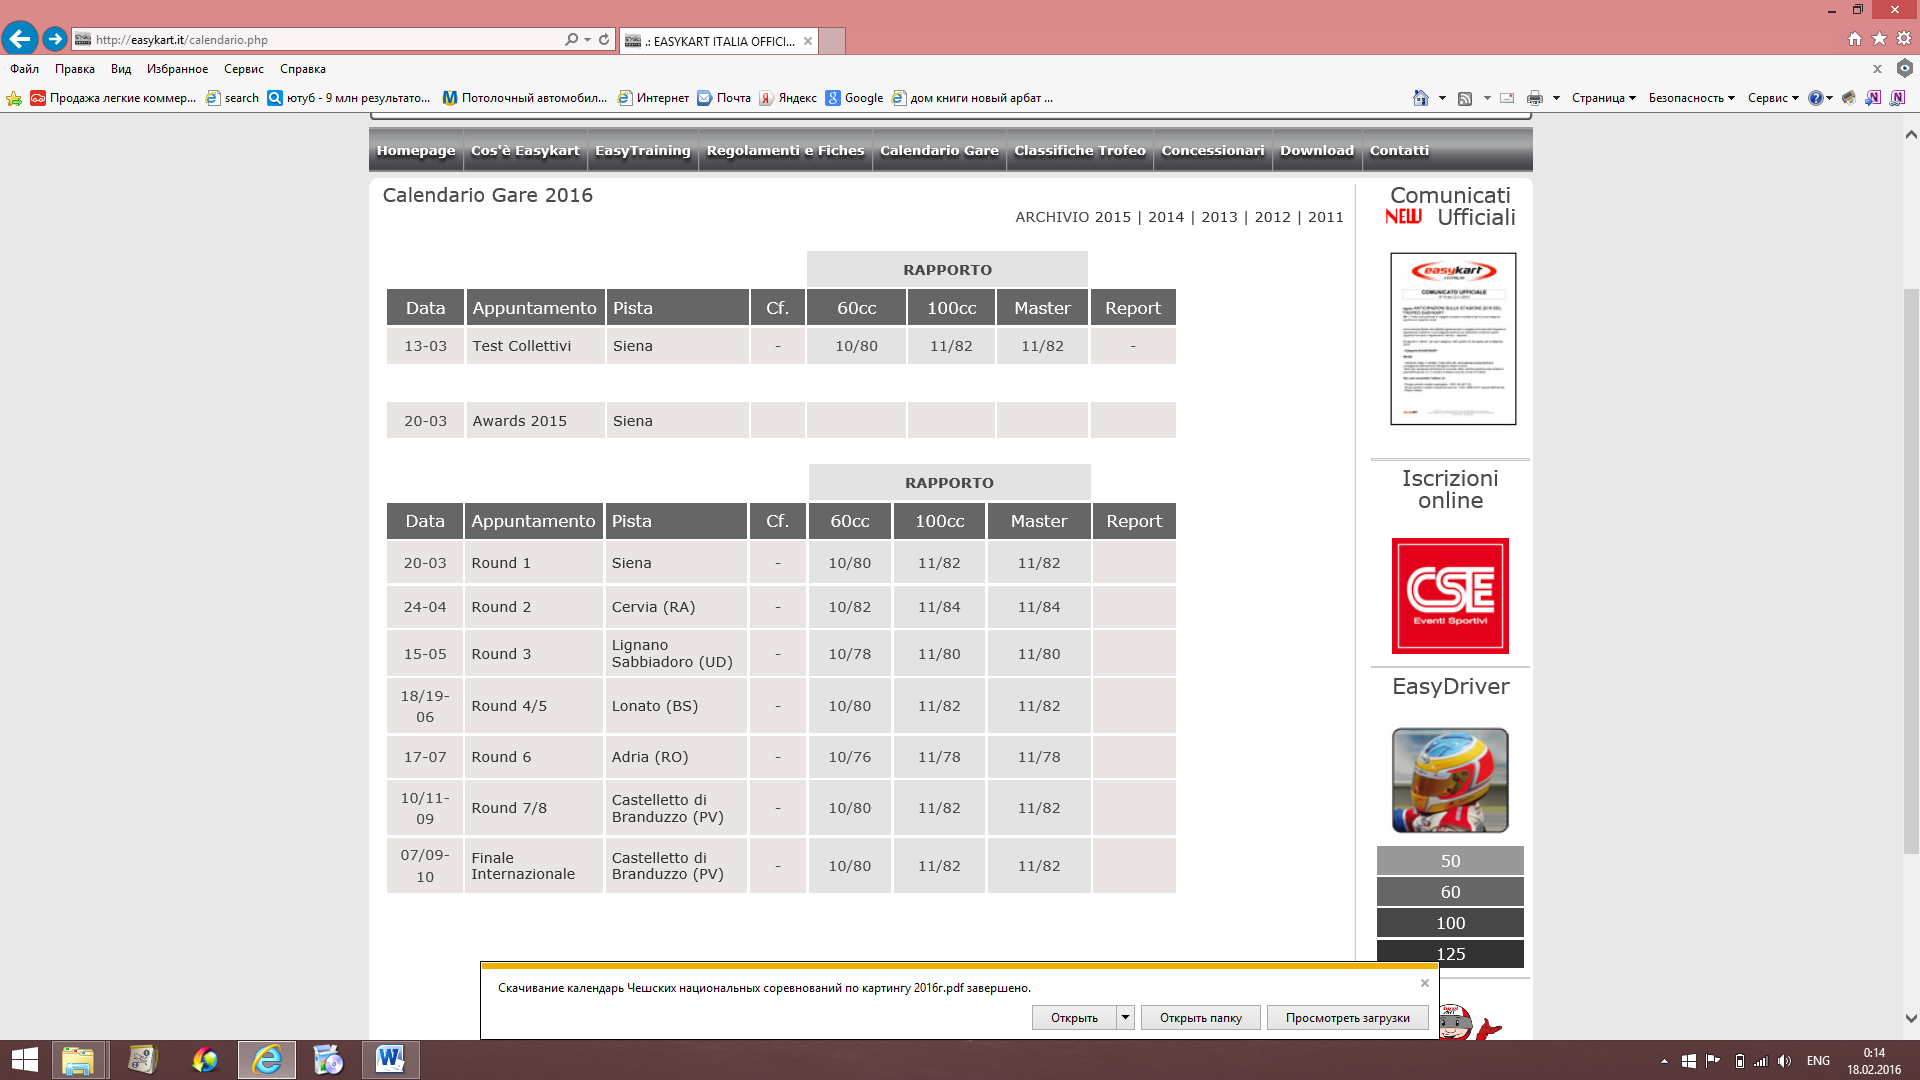 http://easykart.it/calendario.php
.: EASYKART ITALIA OFFICI...
Файл Правка Вид Избранное Сервис Справка
Продажа легкие коммер... search ютуб - 9 млн результато... Потолочный автомобил... Интернет Почта Яндекс Google дом книги новый арбат ... Страница Безопасность Сервис
Homepage Cos'è Easykart EasyTraining Regolamenti e Fiches Calendario Gare Classifiche Trofeo Concessionari Download Contatti
Calendario Gare 2016
ARCHIVIO 2015 | 2014 | 2013 | 2012 | 2011
RAPPORTO
Data Appuntamento Pista Cf. 60cc 100cc Master Report
13-03 Test Collettivi Siena - 10/80 11/82 11/82 -
20-03 Awards 2015 Siena
RAPPORTO
Data Appuntamento Pista Cf. 60cc 100cc Master Report
20-03 Round 1 Siena - 10/80 11/82 11/82
24-04 Round 2 Cervia (RA) - 10/82 11/84 11/84
15-05 Round 3 Lignano Sabbiadoro (UD) - 10/78 11/80 11/80
18/19-06 Round 4/5 Lonato (BS) - 10/80 11/82 11/82
17-07 Round 6 Adria (RO) - 10/76 11/78 11/78
10/11-09 Round 7/8 Castelletto di Branduzzo (PV) - 10/80 11/82 11/82
07/09-10 Finale Internazionale Castelletto di Branduzzo (PV) - 10/80 11/82 11/82
Comunicati
NEW Ufficiali
easykart
COMUNICATO UFFICIALE
Iscrizioni
online
CSE
Eventi Sportivi
EasyDriver
50
60
100
125
Скачивание календарь Чешских национальных соревнований по картингу 2016г.pdf завершено.
Открыть Открыть папку Просмотреть загрузки
ENG
0:14
18.02.2016